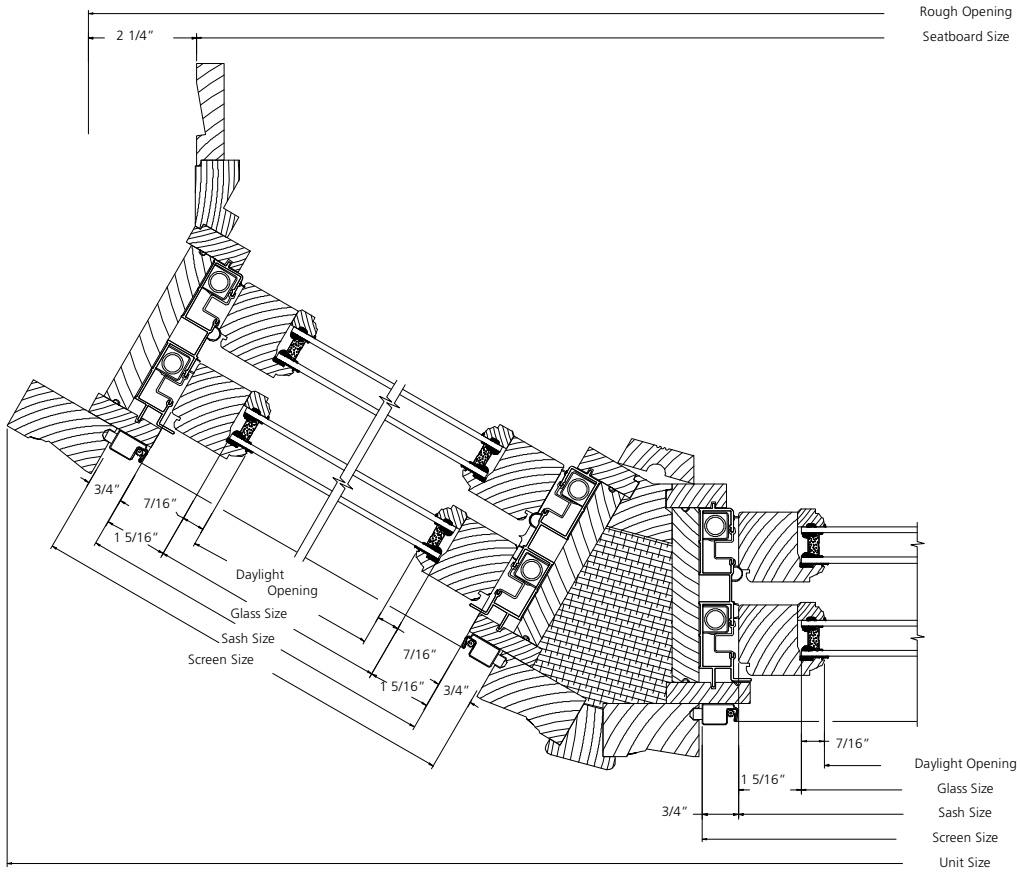 Rough Opening
2 1/4”
Seatboard Size
3/4”
7/16”
1 5/16”
Daylight
Opening
Glass Size
Sash Size
Screen Size
7/16”
1 5/16”
3/4”
7/16”
Daylight Opening
1 5/16”
Glass Size
3/4”
Sash Size
Screen Size
Unit Size